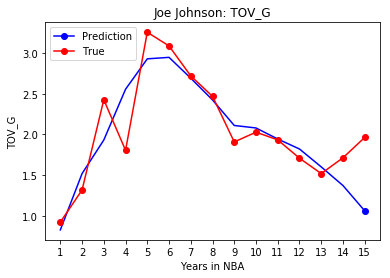 Joe Johnson: TOV_G
Prediction
True
TOV_G
3.0
2.5
2.0
1.5
1.0
1 2 3 4 5 6 7 8 9 10 11 12 13 14 15
Years in NBA